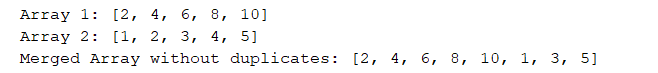 Array 1: [2, 4, 6, 8, 10]
Array 2: [1, 2, 3, 4, 5]
Merged Array without duplicates: [2, 4, 6, 8, 10, 1, 3, 5]